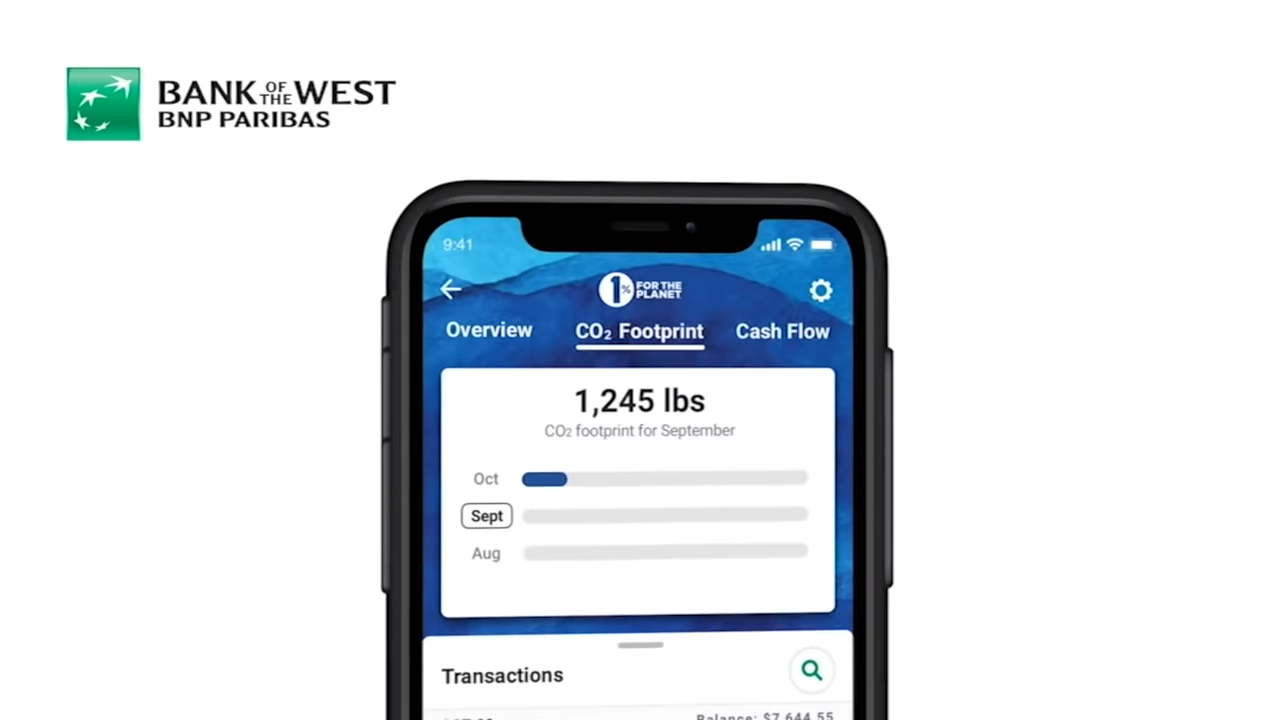 BANK OF THE WEST
BNP PARIBAS
9:41
1% FOR THE PLANET
Overview CO₂ Footprint Cash Flow
1,245 lbs
CO₂ footprint for September
Oct
Sept
Aug
Transactions
Balance: $7,644.55